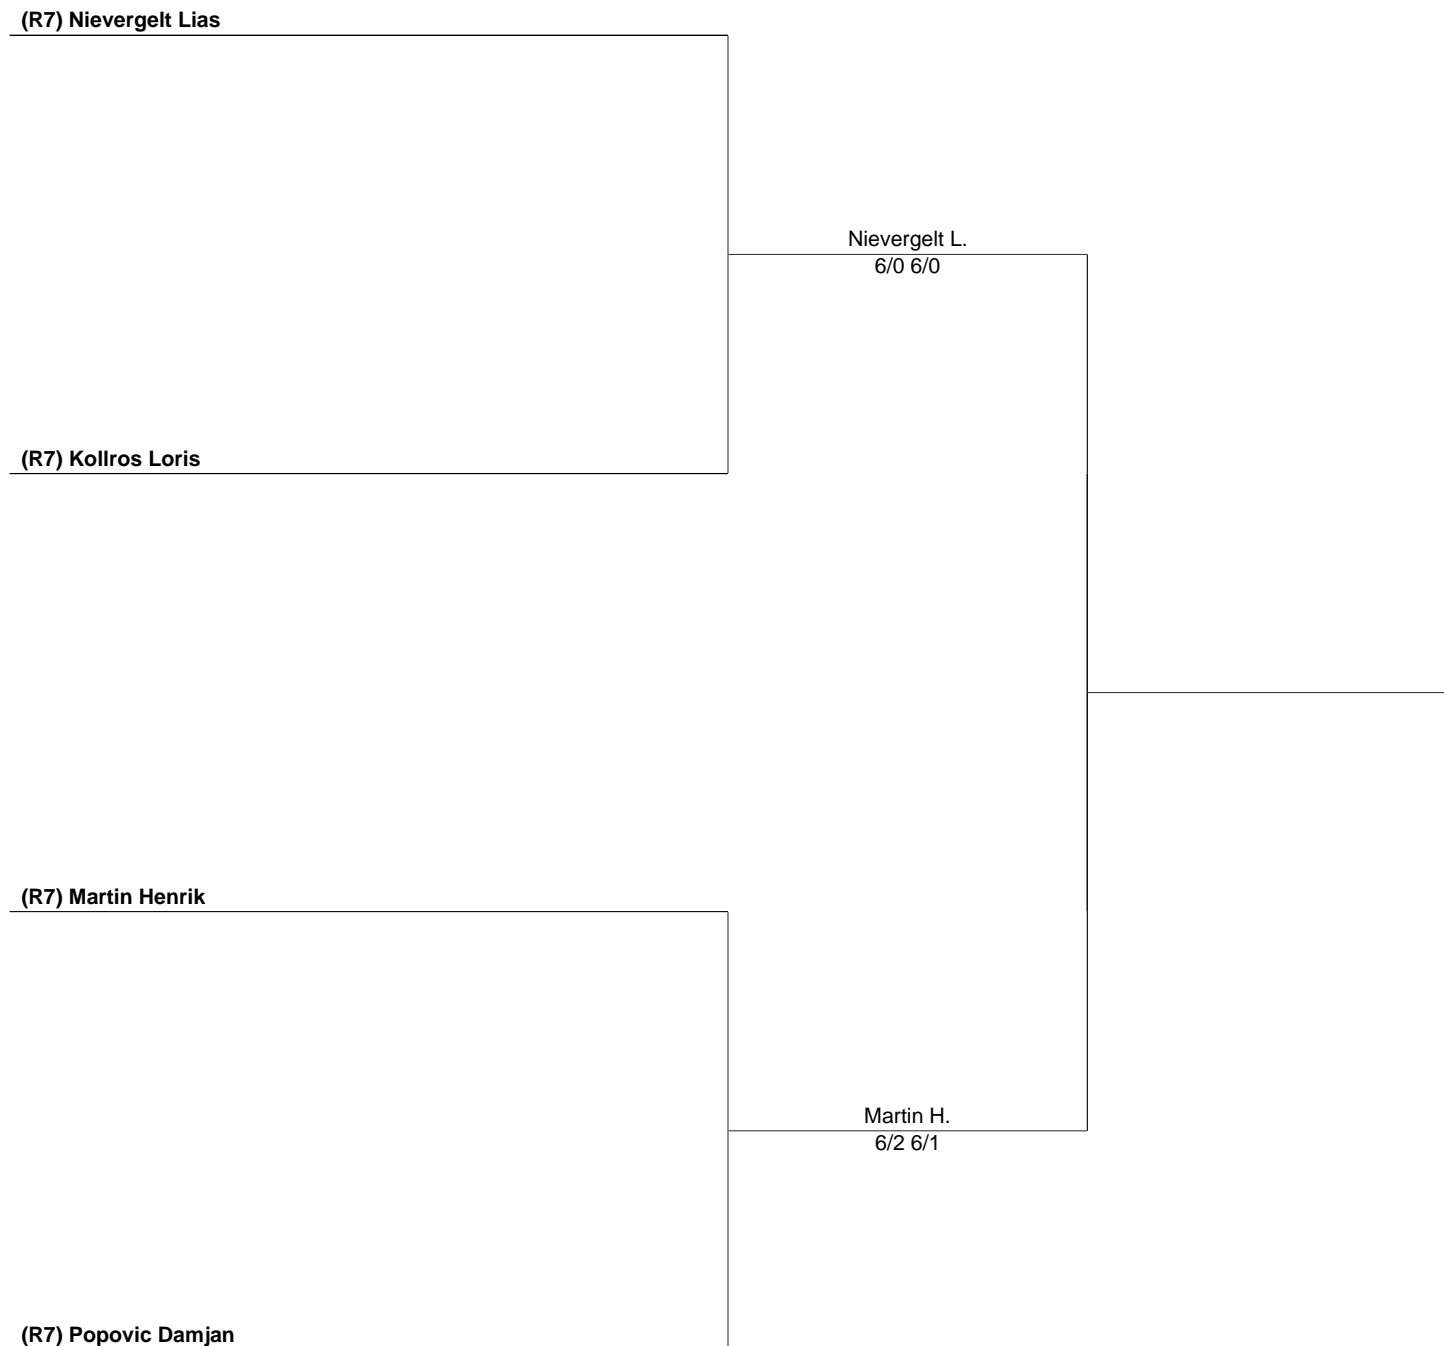 (R7) Nievergelt Lias
Nievergelt L.
6/0 6/0
(R7) Kollros Loris
(R7) Martin Henrik
Martin H.
6/2 6/1
(R7) Popovic Damjan